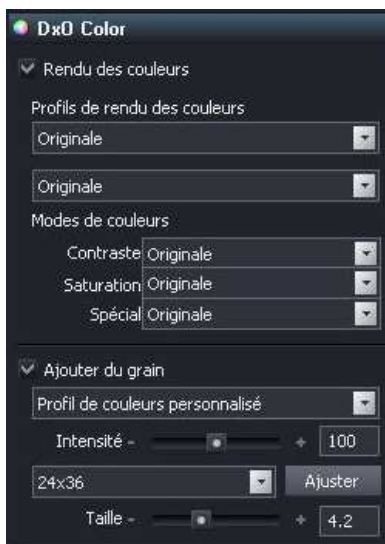 DxO Color
Rendu des couleurs
Profils de rendu des couleurs
Originale
Originale
Modes de couleurs
Contraste Originale
Saturation Originale
Spécial Originale
Ajouter du grain
Profil de couleurs personnalisé
Intensité - + 100
24x36 Ajuster
Taille - + 4.2